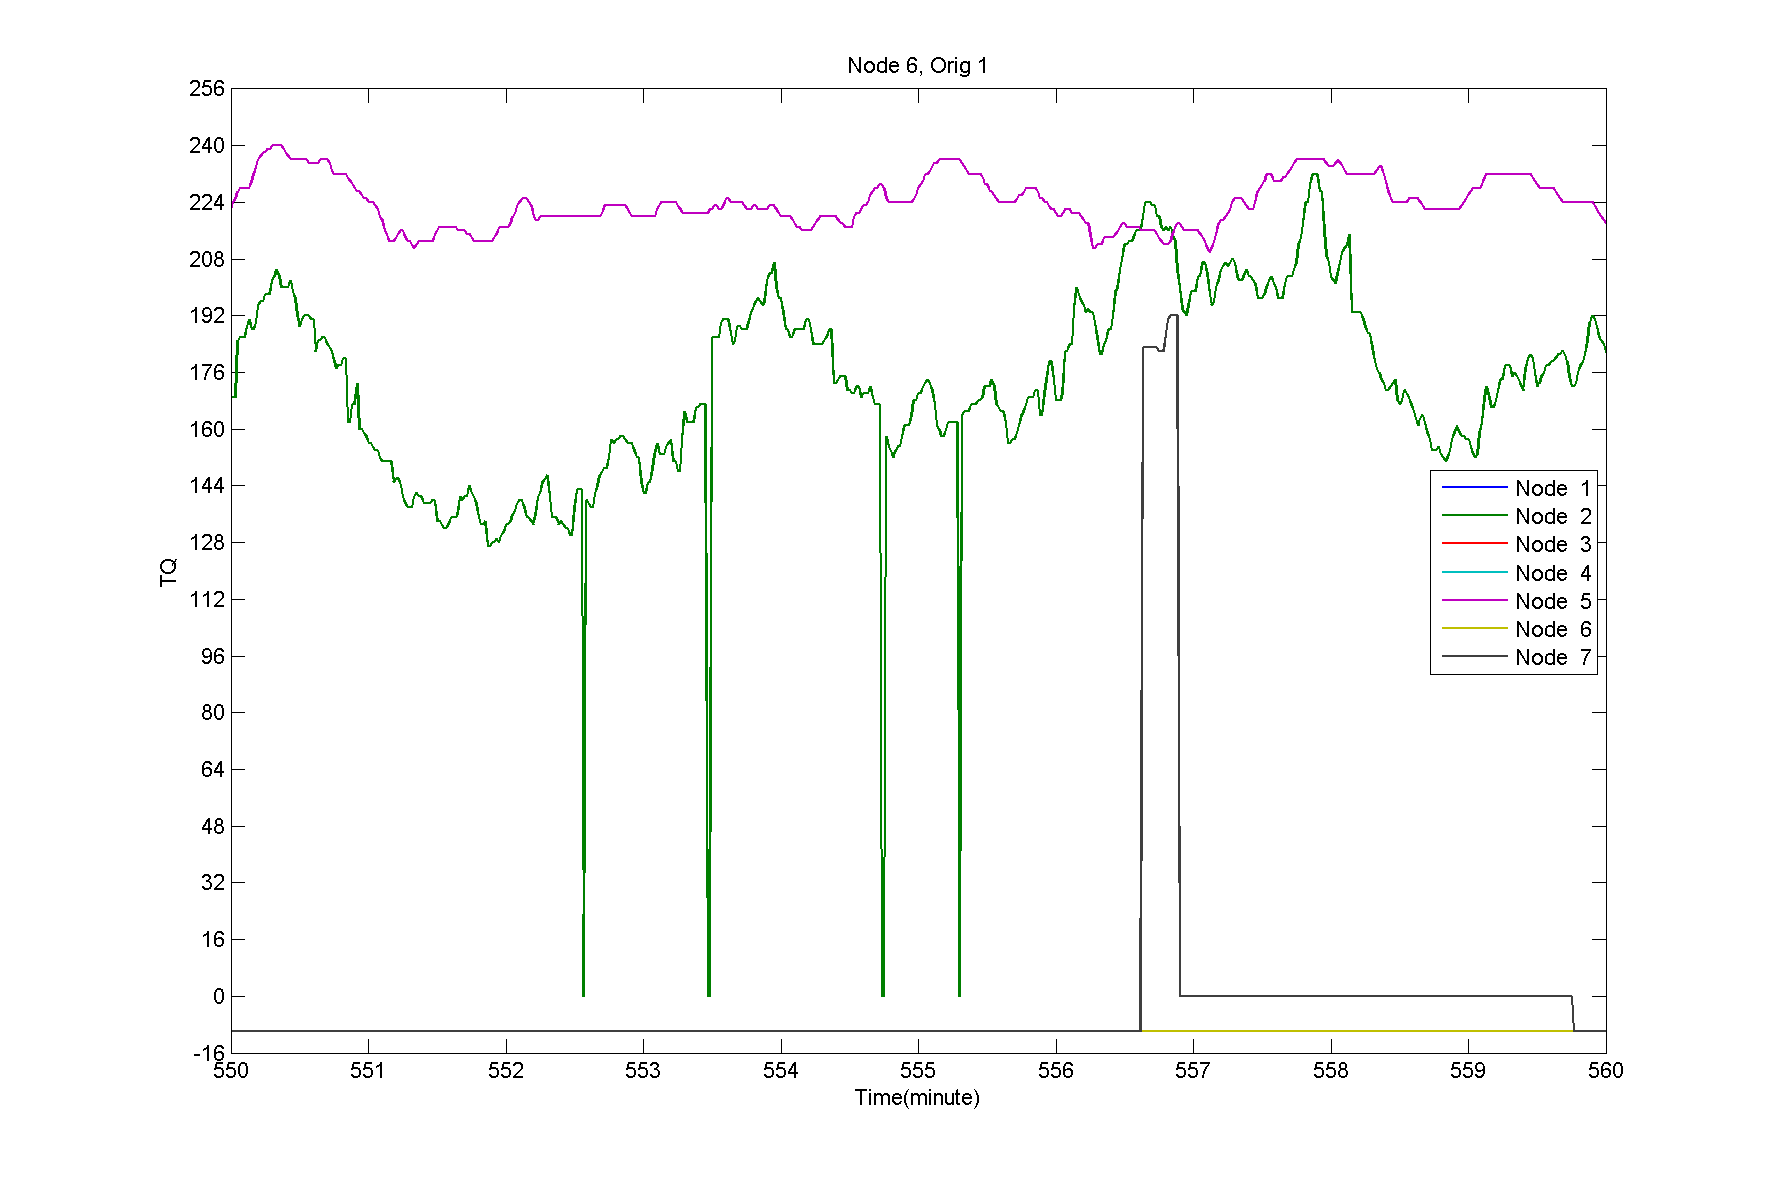 Node 6, Orig 1
256
240
224
208
192
176
160
144
128
112
96
80
64
48
32
16
0
-16
TQ
Node 1
Node 2
Node 3
Node 4
Node 5
Node 6
Node 7
550 551 552 553 554 555 556 557 558 559 560
Time(minute)